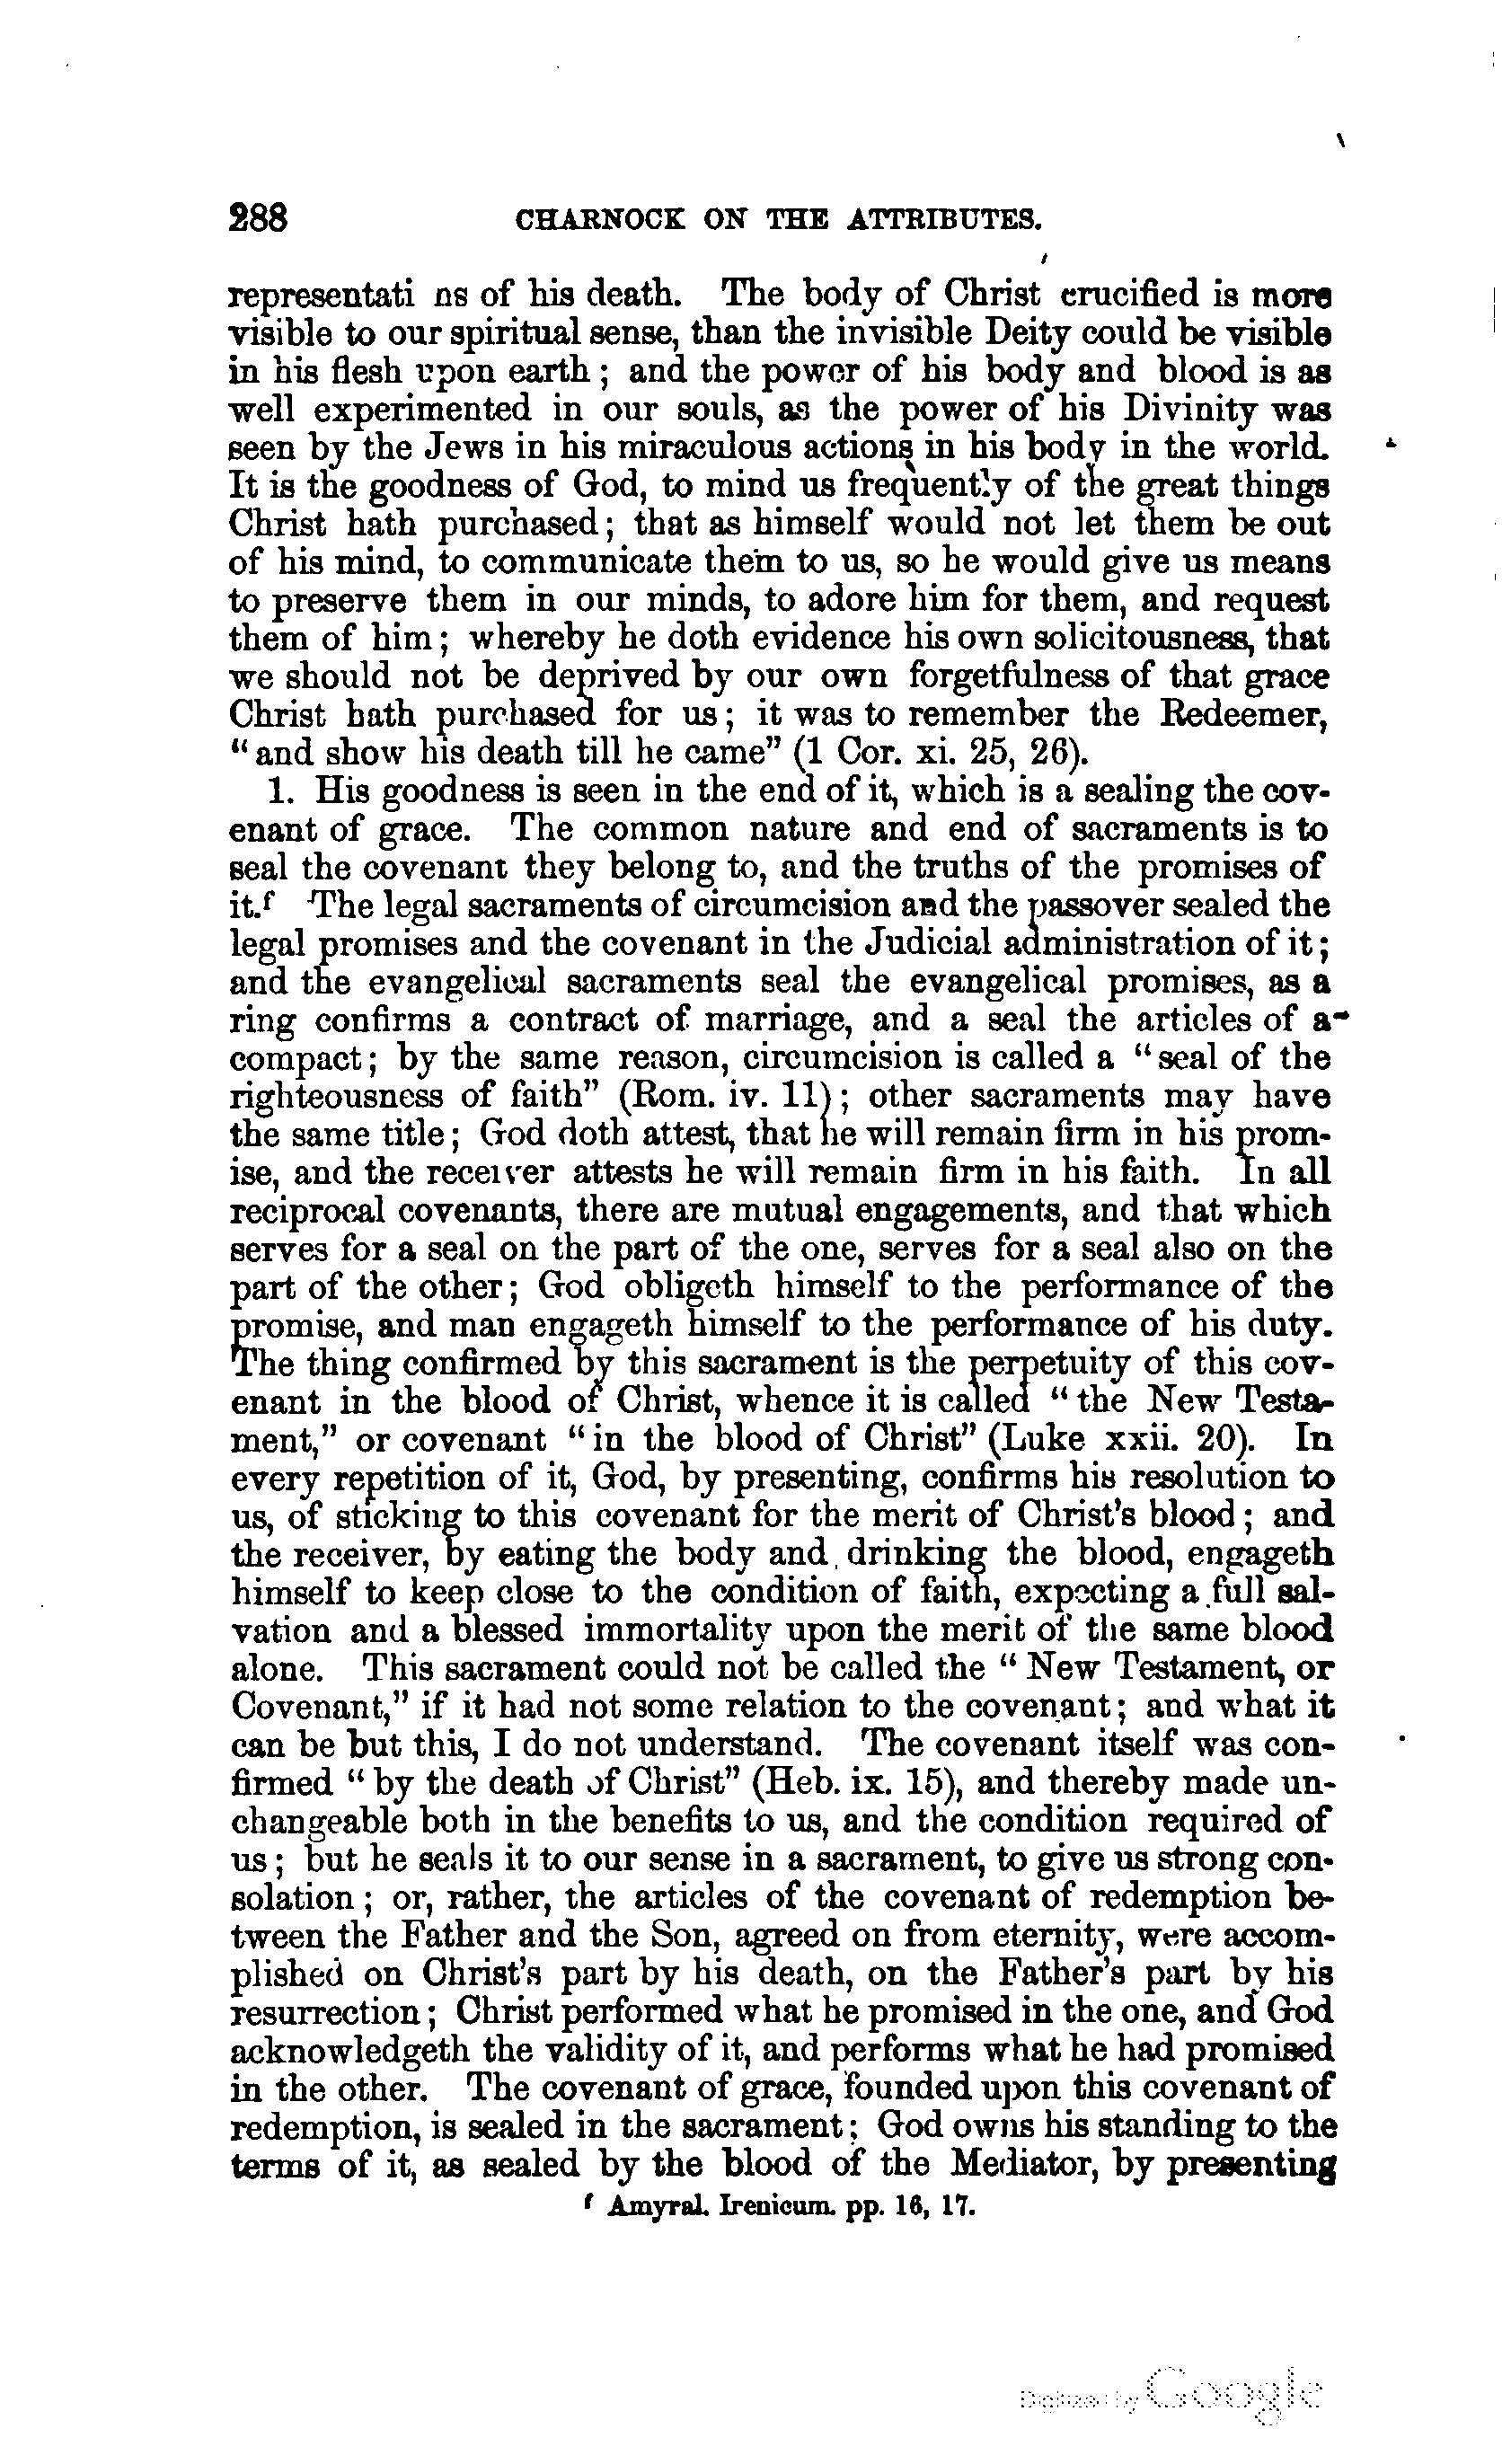 288 CHARNOCK ON THE ATTRIBUTES.
representati ns of his death. The body of Christ crucified is more
visible to our spiritual sense, than the invisible Deity could be visible
in his flesh upon earth ; and the power of his body and blood is as
well experimented in our souls, as the power of his Divinity was
seen by the Jews in his miraculous actions in his body in the world.
It is the goodness of God, to mind us frequently of the great things
Christ hath purchased ; that as himself would not let them be out
of his mind, to communicate them to us, so he would give us means
to preserve them in our minds, to adore him for them, and request
them of him ; whereby he doth evidence his own solicitousness, that
we should not be deprived by our own forgetfulness of that grace
Christ hath purchased for us ; it was to remember the Redeemer,
“and show his death till he came” (1 Cor. xi. 25, 26).
1. His goodness is seen in the end of it, which is a sealing the cov-
enant of grace. The common nature and end of sacraments is to
seal the covenant they belong to, and the truths of the promises of
it.f The legal sacraments of circumcision and the passover sealed the
legal promises and the covenant in the Judicial administration of it ;
and the evangelical sacraments seal the evangelical promises, as a
ring confirms a contract of marriage, and a seal the articles of a
compact ; by the same reason, circumcision is called a “seal of the
righteousness of faith” (Rom. iv. 11) ; other sacraments may have
the same title ; God doth attest, that he will remain firm in his prom-
ise, and the receiver attests he will remain firm in his faith. In all
reciprocal covenants, there are mutual engagements, and that which
serves for a seal on the part of the one, serves for a seal also on the
part of the other ; God obligeth himself to the performance of the
promise, and man engageth himself to the performance of his duty.
The thing confirmed by this sacrament is the perpetuity of this cov-
enant in the blood of Christ, whence it is called “the New Testa-
ment,” or covenant “in the blood of Christ” (Luke xxii. 20). In
every repetition of it, God, by presenting, confirms his resolution to
us, of sticking to this covenant for the merit of Christ's blood ; and
the receiver, by eating the body and drinking the blood, engageth
himself to keep close to the condition of faith, expecting a full sal-
vation and a blessed immortality upon the merit of the same blood
alone. This sacrament could not be called the “New Testament, or
Covenant,” if it had not some relation to the covenant ; and what it
can be but this, I do not understand. The covenant itself was con-
firmed “by the death of Christ” (Heb. ix. 15), and thereby made un-
changeable both in the benefits to us, and the condition required of
us ; but he seals it to our sense in a sacrament, to give us strong con-
solation ; or, rather, the articles of the covenant of redemption be-
tween the Father and the Son, agreed on from eternity, were accom-
plished on Christ's part by his death, on the Father's part by his
resurrection ; Christ performed what he promised in the one, and God
acknowledgeth the validity of it, and performs what he had promised
in the other. The covenant of grace, founded upon this covenant of
redemption, is sealed in the sacrament ; God owns his standing to the
terms of it, as sealed by the blood of the Mediator, by presenting
f Amyral. Irenicum. pp. 16, 17.
Digitized by Google